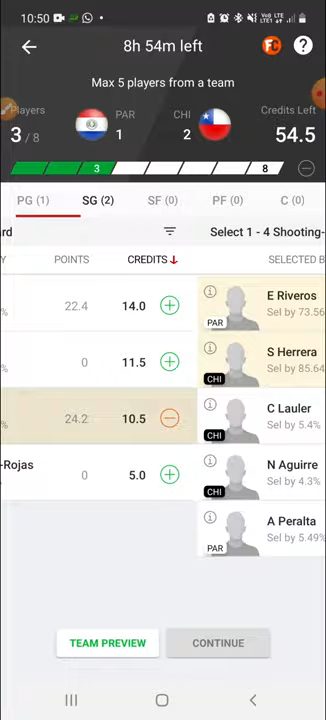 10:50
8h 54m left
Max 5 players from a team
Players
3 / 8
PAR
1
CHI
2
Credits Left
54.5
3
8
PG (1)
SG (2)
SF (0)
PF (0)
C (0)
rd
Select 1 - 4 Shooting-
Y
POINTS
CREDITS
SELECTED B
%
22.4
14.0
PAR
E Riveros
Sel by 73.56
%
0
11.5
CHI
S Herrera
Sel by 85.64
%
24.2
10.5
CHI
C Lauler
Sel by 5.4%
-Rojas
%
0
5.0
CHI
N Aguirre
Sel by 4.3%
PAR
A Peralta
Sel by 5.49%
TEAM PREVIEW
CONTINUE